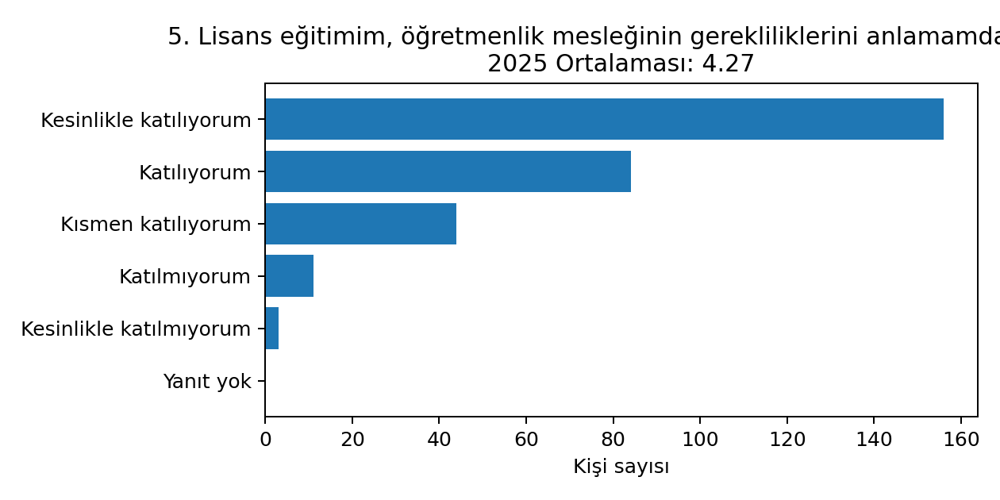 5. Lisans eğitimim, öğretmenlik mesleğinin gerekliliklerini anlamamda
2025 Ortalaması: 4.27
Kesinlikle katılıyorum
Katılıyorum
Kısmen katılıyorum
Katılmıyorum
Kesinlikle katılmıyorum
Yanıt yok
0 20 40 60 80 100 120 140 160
Kişi sayısı